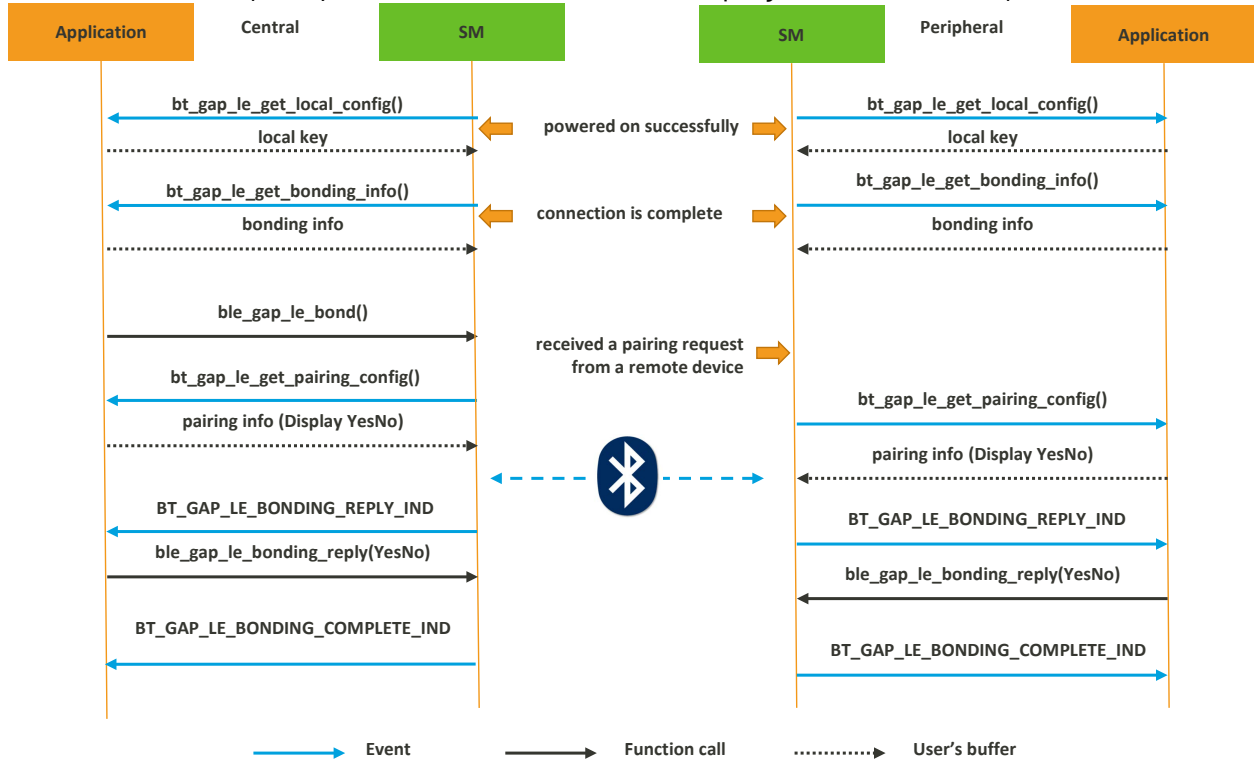 Application
Central
SM
SM
Peripheral
Application
bt_gap_le_get_local_config()
bt_gap_le_get_local_config()
powered on successfully
local key
local key
bt_gap_le_get_bonding_info()
bt_gap_le_get_bonding_info()
connection is complete
bonding info
bonding info
ble_gap_le_bond()
received a pairing request
from a remote device
bt_gap_le_get_pairing_config()
bt_gap_le_get_pairing_config()
pairing info (Display YesNo)
pairing info (Display YesNo)
BT_GAP_LE_BONDING_REPLY_IND
BT_GAP_LE_BONDING_REPLY_IND
ble_gap_le_bonding_reply(YesNo)
ble_gap_le_bonding_reply(YesNo)
BT_GAP_LE_BONDING_COMPLETE_IND
BT_GAP_LE_BONDING_COMPLETE_IND
Event
Function call
User's buffer